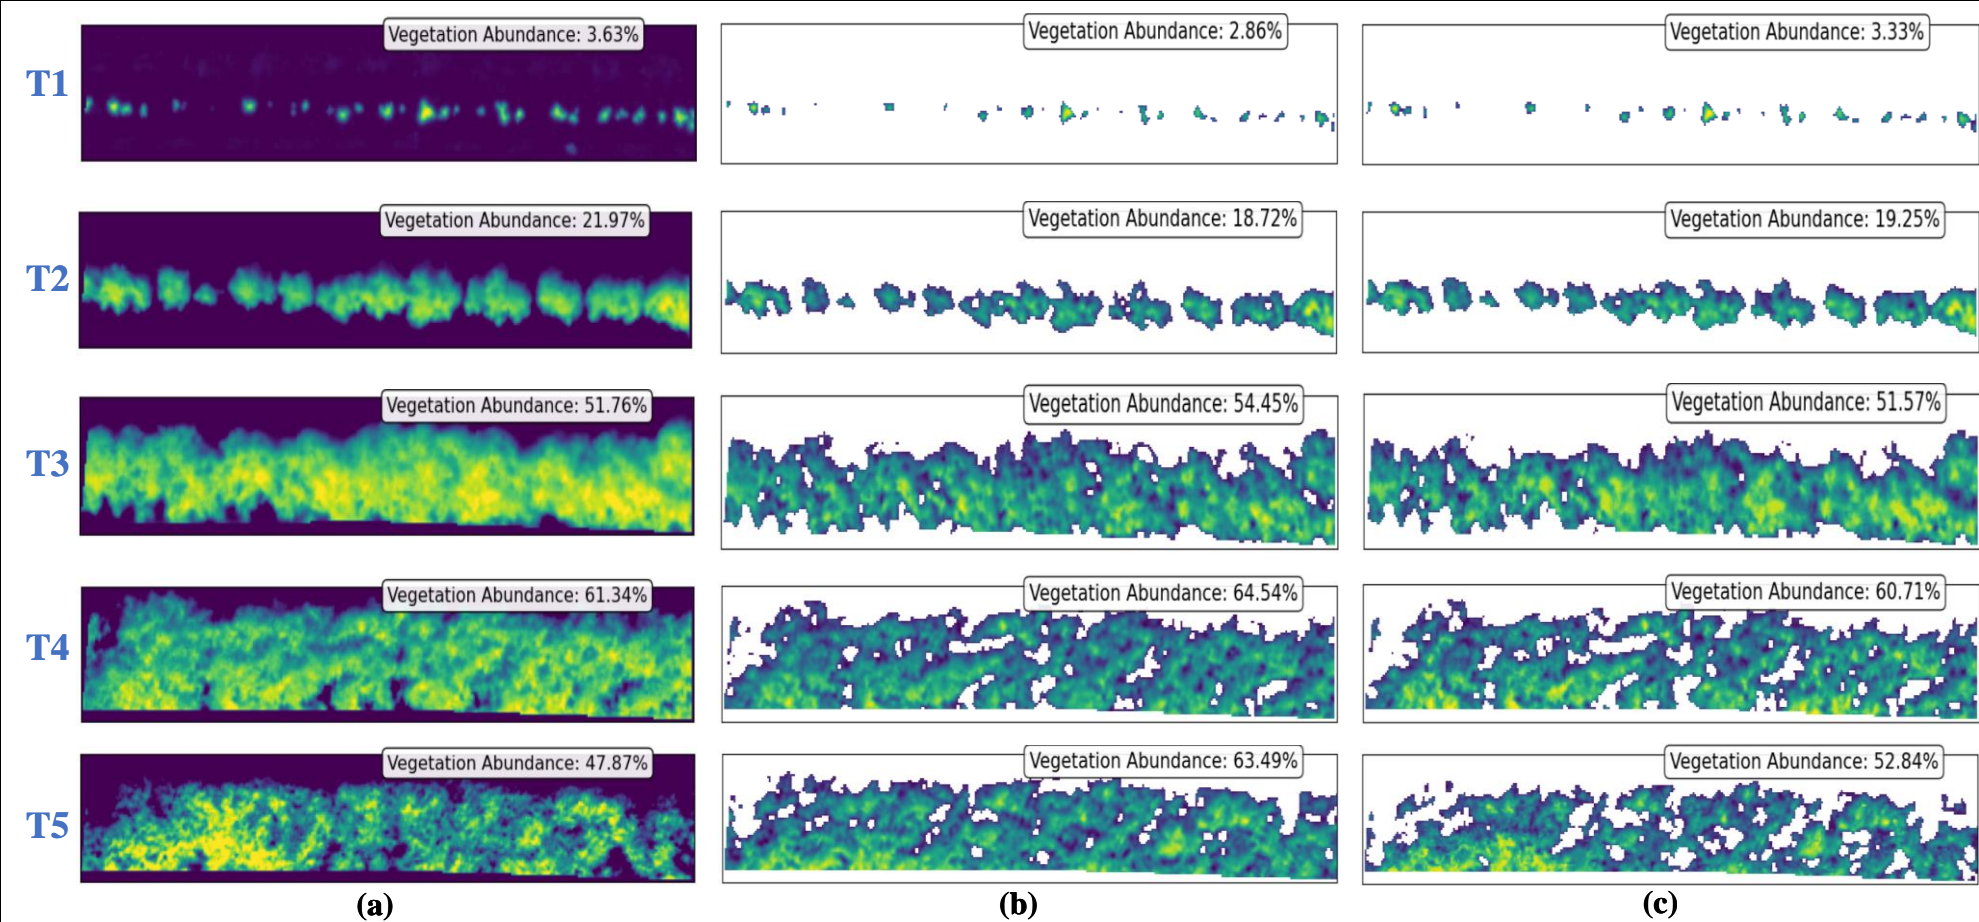 T1
Vegetation Abundance: 3.63%
Vegetation Abundance: 2.86%
Vegetation Abundance: 3.33%
T2
Vegetation Abundance: 21.97%
Vegetation Abundance: 18.72%
Vegetation Abundance: 19.25%
T3
Vegetation Abundance: 51.76%
Vegetation Abundance: 54.45%
Vegetation Abundance: 51.57%
T4
Vegetation Abundance: 61.34%
Vegetation Abundance: 64.54%
Vegetation Abundance: 60.71%
T5
Vegetation Abundance: 47.87%
Vegetation Abundance: 63.49%
Vegetation Abundance: 52.84%
(a)
(b)
(c)